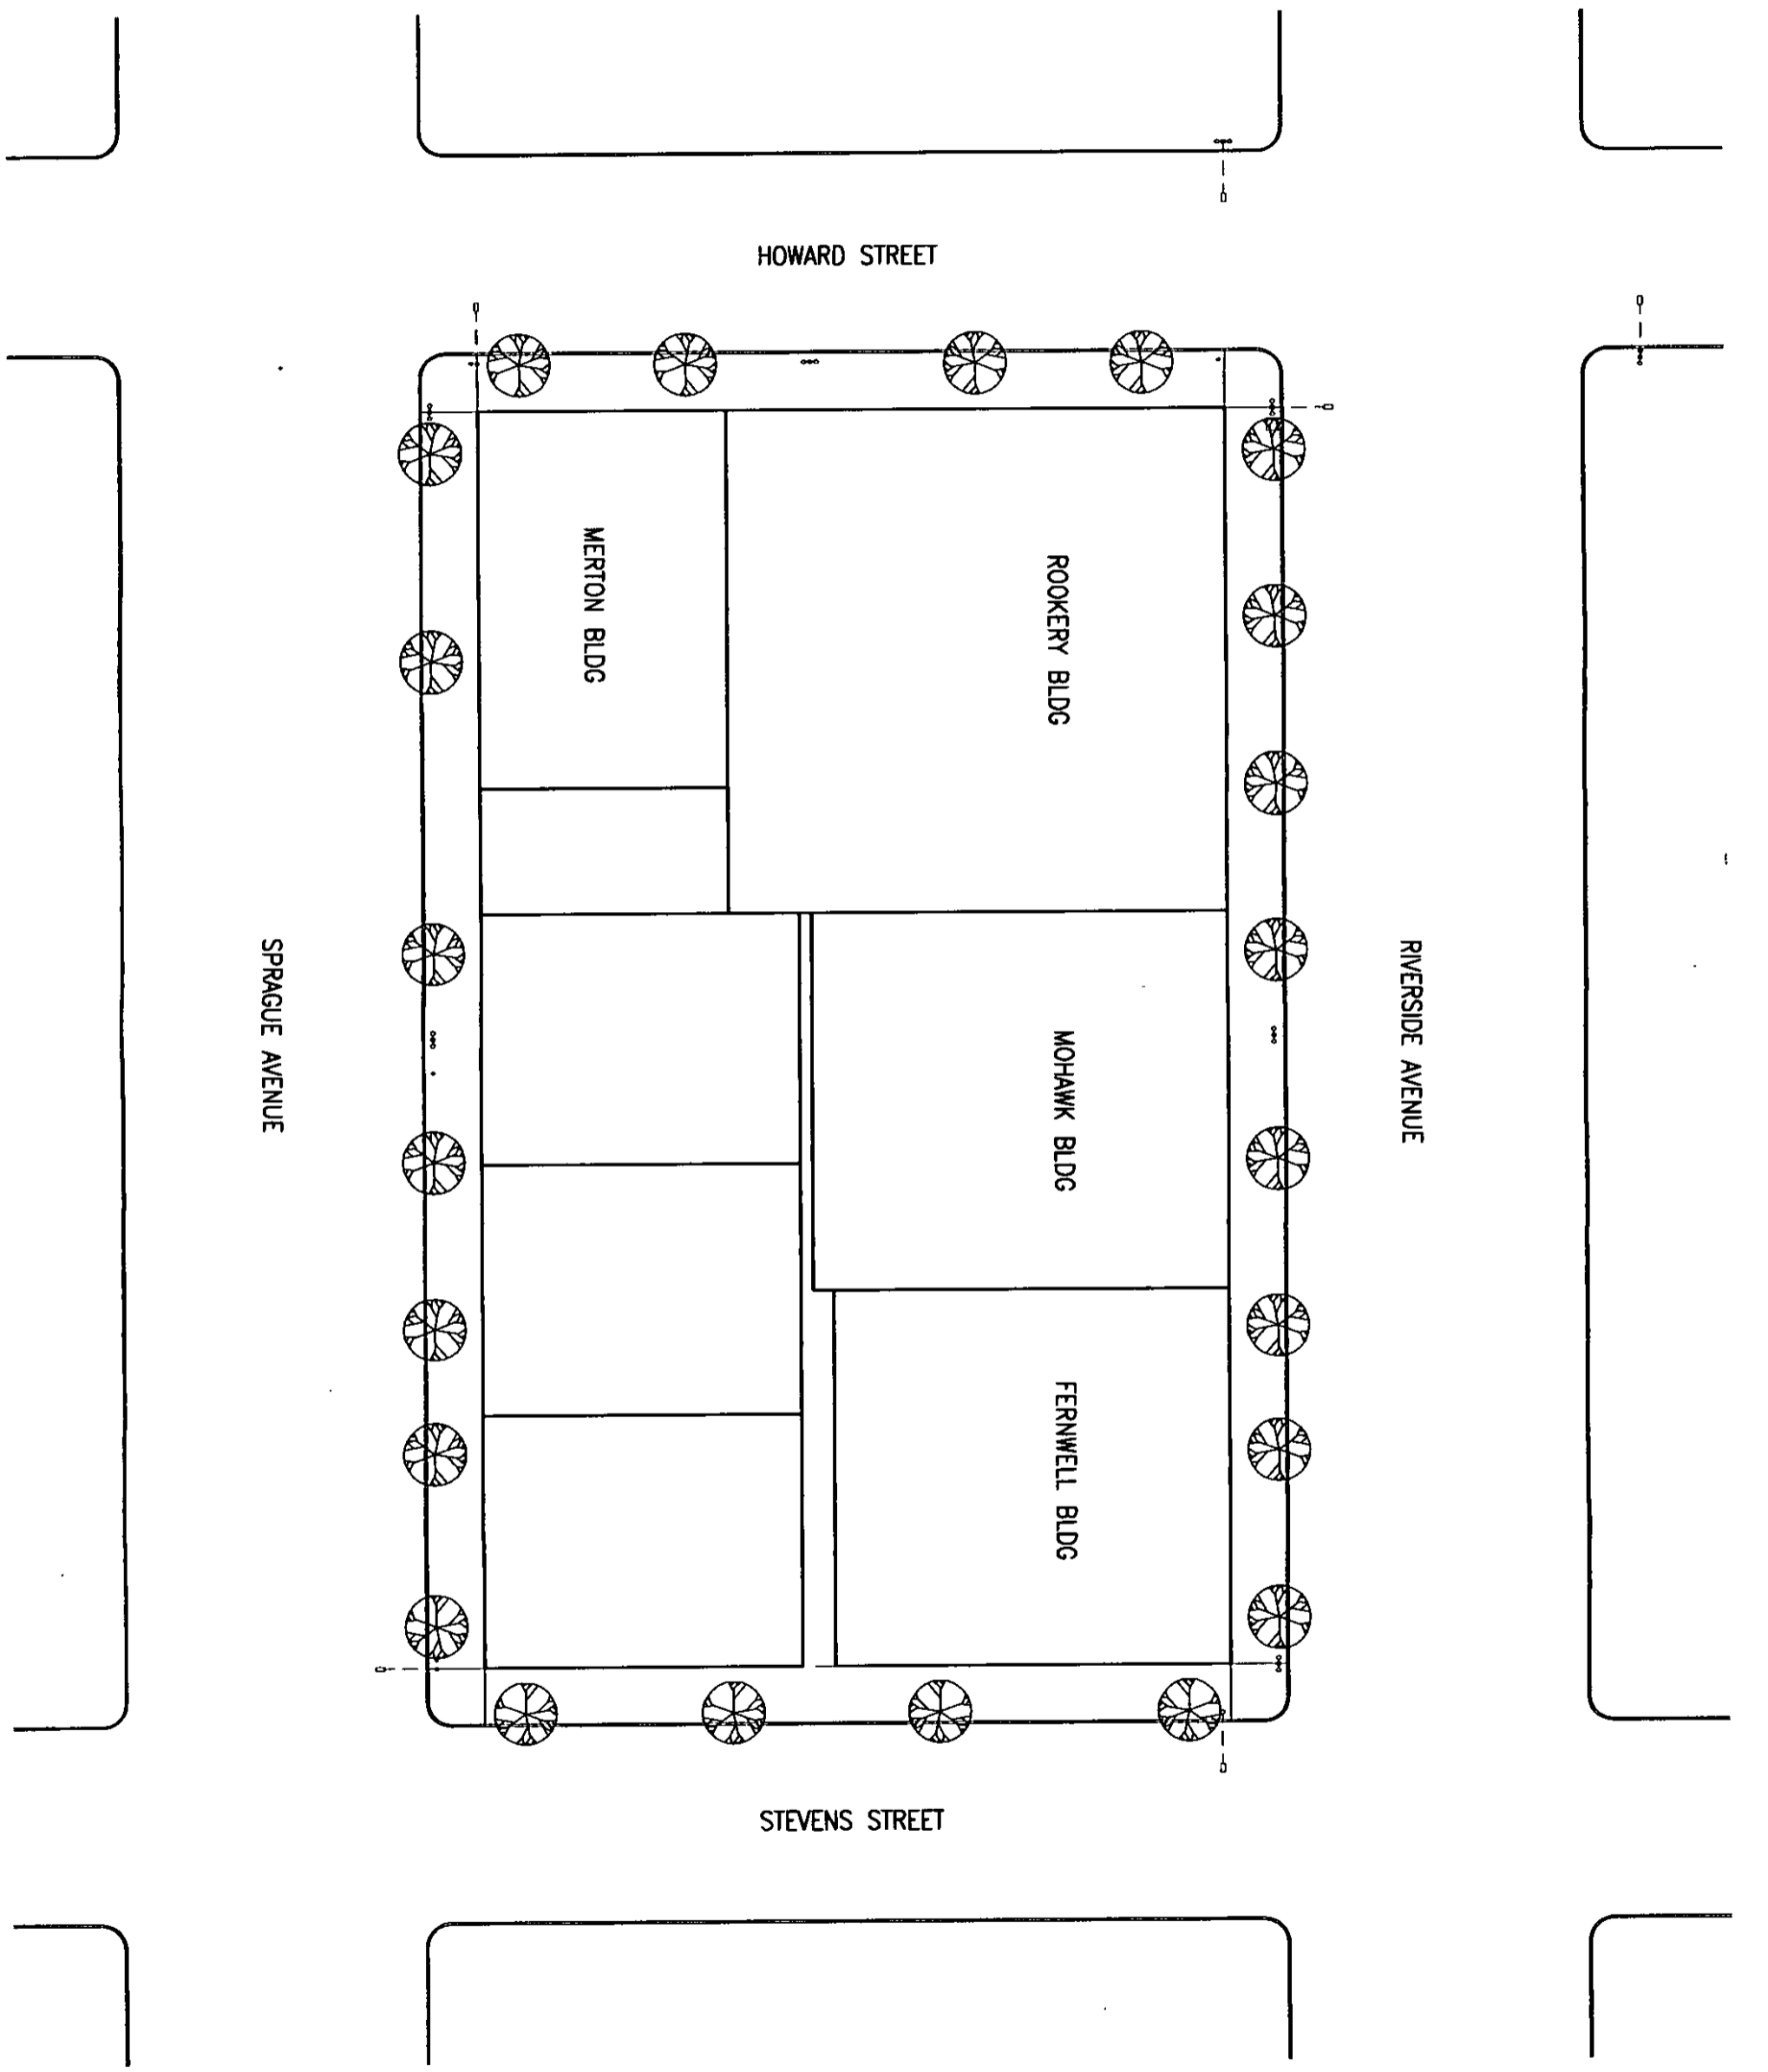 HOWARD STREET
MERTON BLDG
ROOKERY BLDG
SPRAGUE AVENUE
MOHAWK BLDG
RIVERSIDE AVENUE
FERNWELL BLDG
STEVENS STREET